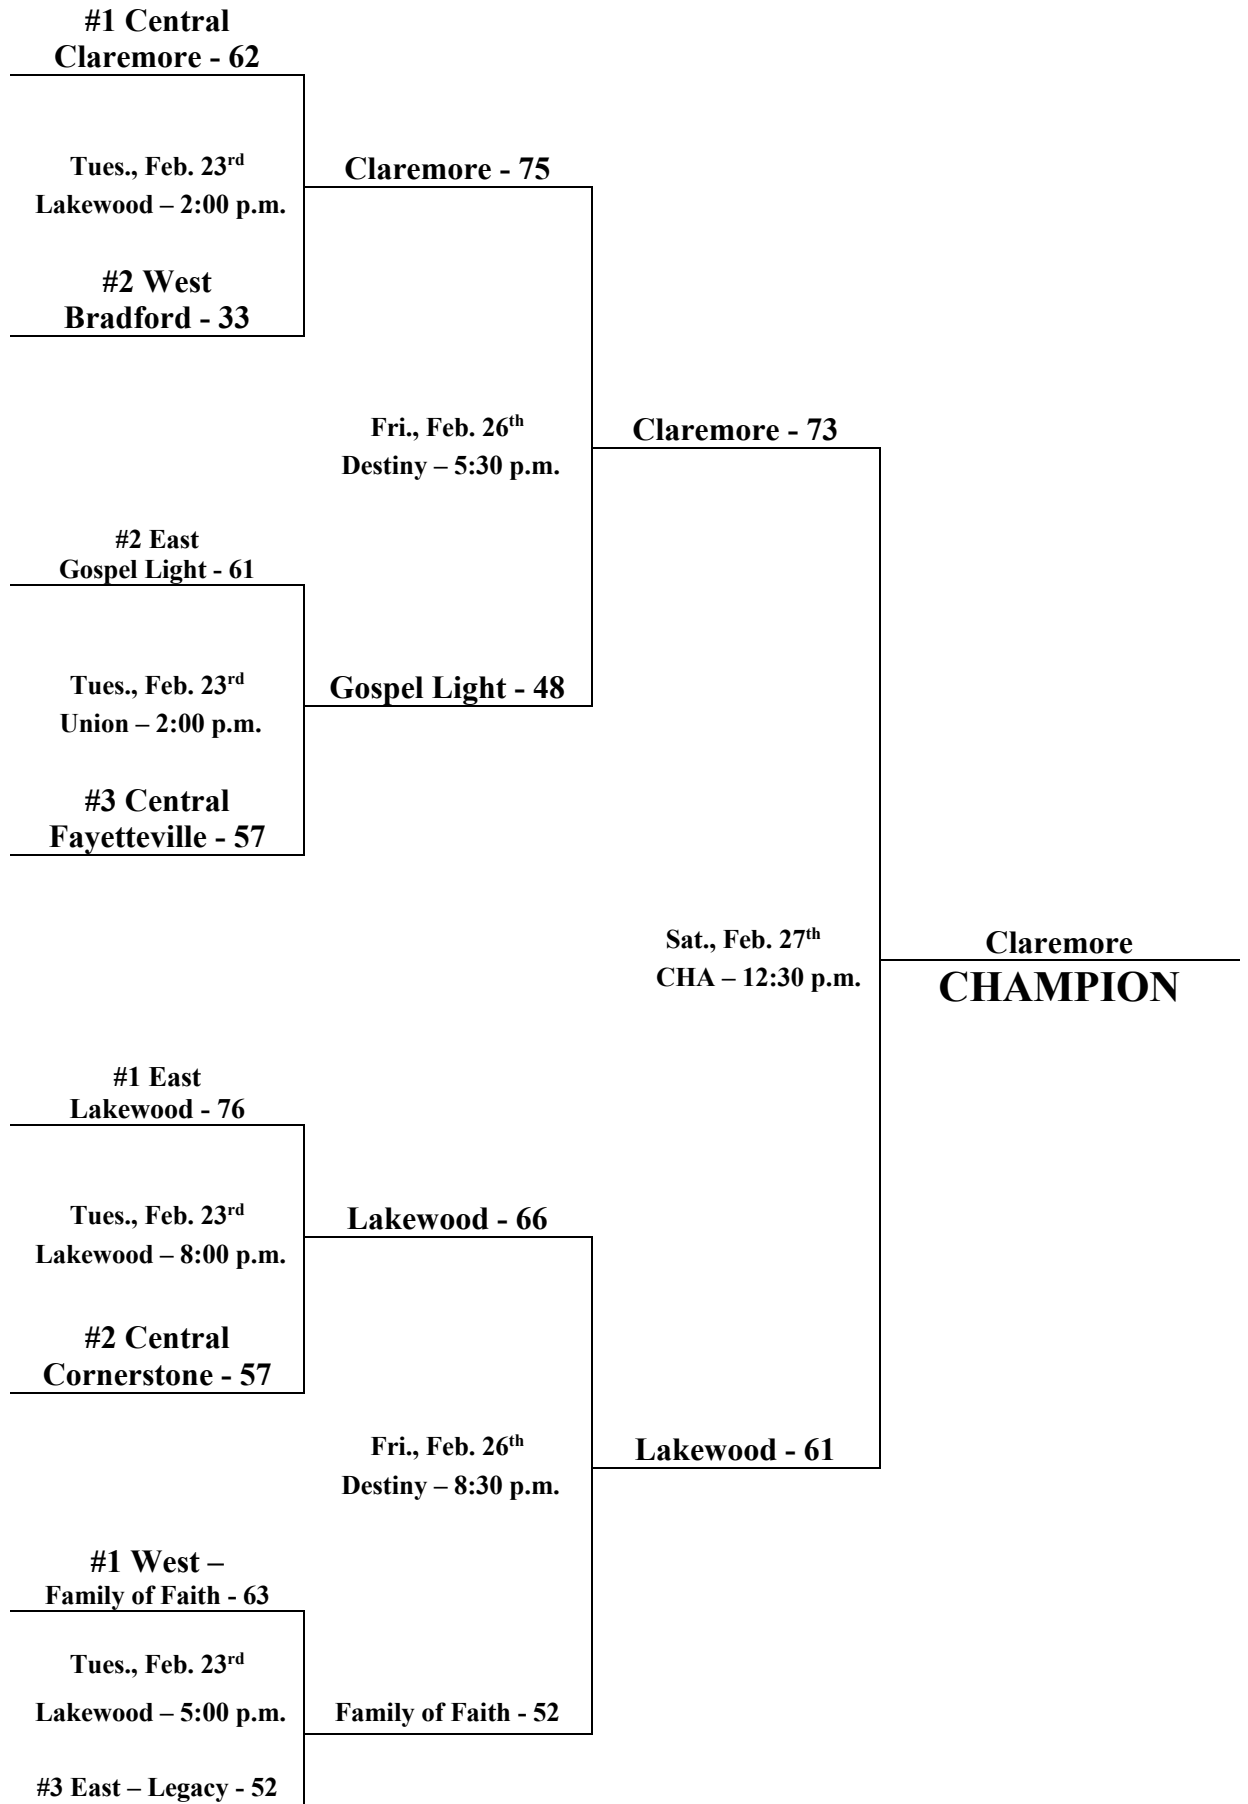 #1 Central
Claremore - 62
Tues., Feb. 23rd
Lakewood – 2:00 p.m.
Claremore - 75
#2 West
Bradford - 33
Fri., Feb. 26th
Destiny – 5:30 p.m.
Claremore - 73
#2 East
Gospel Light - 61
Tues., Feb. 23rd
Union – 2:00 p.m.
Gospel Light - 48
#3 Central
Fayetteville - 57
Sat., Feb. 27th
CHA – 12:30 p.m.
Claremore
CHAMPION
#1 East
Lakewood - 76
Tues., Feb. 23rd
Lakewood – 8:00 p.m.
Lakewood - 66
#2 Central
Cornerstone - 57
Fri., Feb. 26th
Destiny – 8:30 p.m.
Lakewood - 61
#1 West –
Family of Faith - 63
Tues., Feb. 23rd
Lakewood – 5:00 p.m.
Family of Faith - 52
#3 East – Legacy - 52